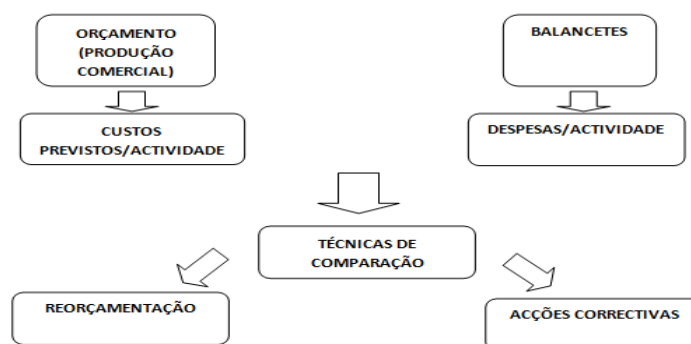 ORÇAMENTO
(PRODUÇÃO
COMERCIAL)
BALANCETES
CUSTOS
PREVISTOS/ACTIVIDADE
DESPESAS/ACTIVIDADE
TÉCNICAS DE
COMPARAÇÃO
REORÇAMENTAÇÃO
ACÇÕES CORRECTIVAS